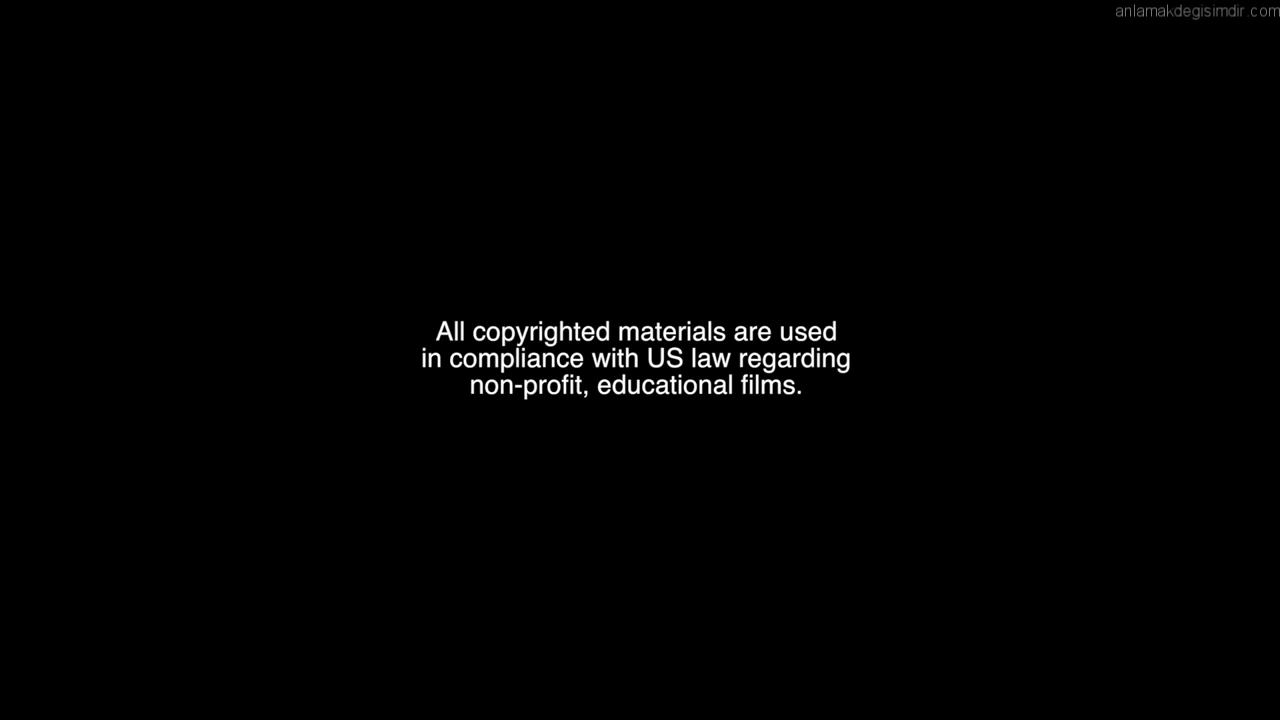 anlamakdegisimdir.com
All copyrighted materials are used
in compliance with US law regarding
non-profit, educational films.